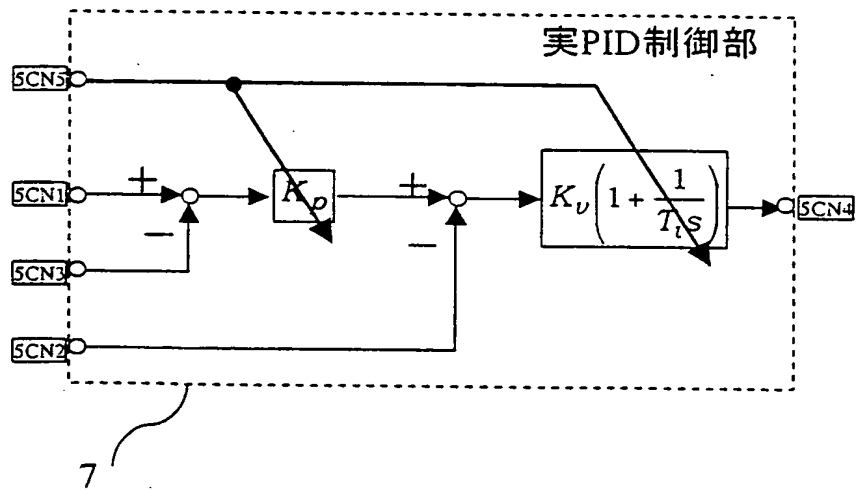 実PID制御部
5CN5
5CN1
+
−
K_p
+
−
K_v(1 + 1/(T_i s))
5CN4
5CN3
5CN2
7